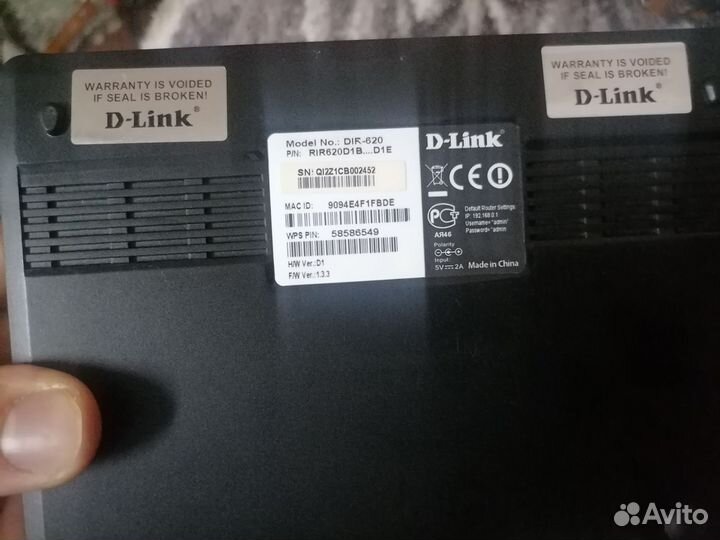 WARRANTY IS VOIDED
IF SEAL IS BROKEN!
D-Link®
WARRANTY IS VOIDED
IF SEAL IS BROKEN!
D-Link®
Model No.: DIR-620
P/N: RIR620D1B....D1E
SN: QI2Z1CB002452
MAC ID: 9094E4F1FBDE
WPS PIN: 58586549
H/W Ver.:D1
F/W Ver.:1.3.3
D-Link®
CE
РСТ
АЯ46
Default Router Settings:
IP: 192.168.0.1
Username= "admin"
Password= "admin"
Polarity
Input:
5V⎓2A Made in China
Avito